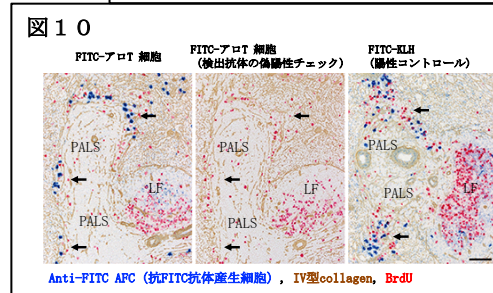 図10
FITC-アロT 細胞
FITC-アロT 細胞
(検出抗体の偽陽性チェック)
FITC-KLH
(陽性コントロール)
PALS
LF
PALS
PALS
LF
PALS
PALS
LF
PALS
Anti-FITC AFC (抗FITC抗体産生細胞), IV型collagen, BrdU